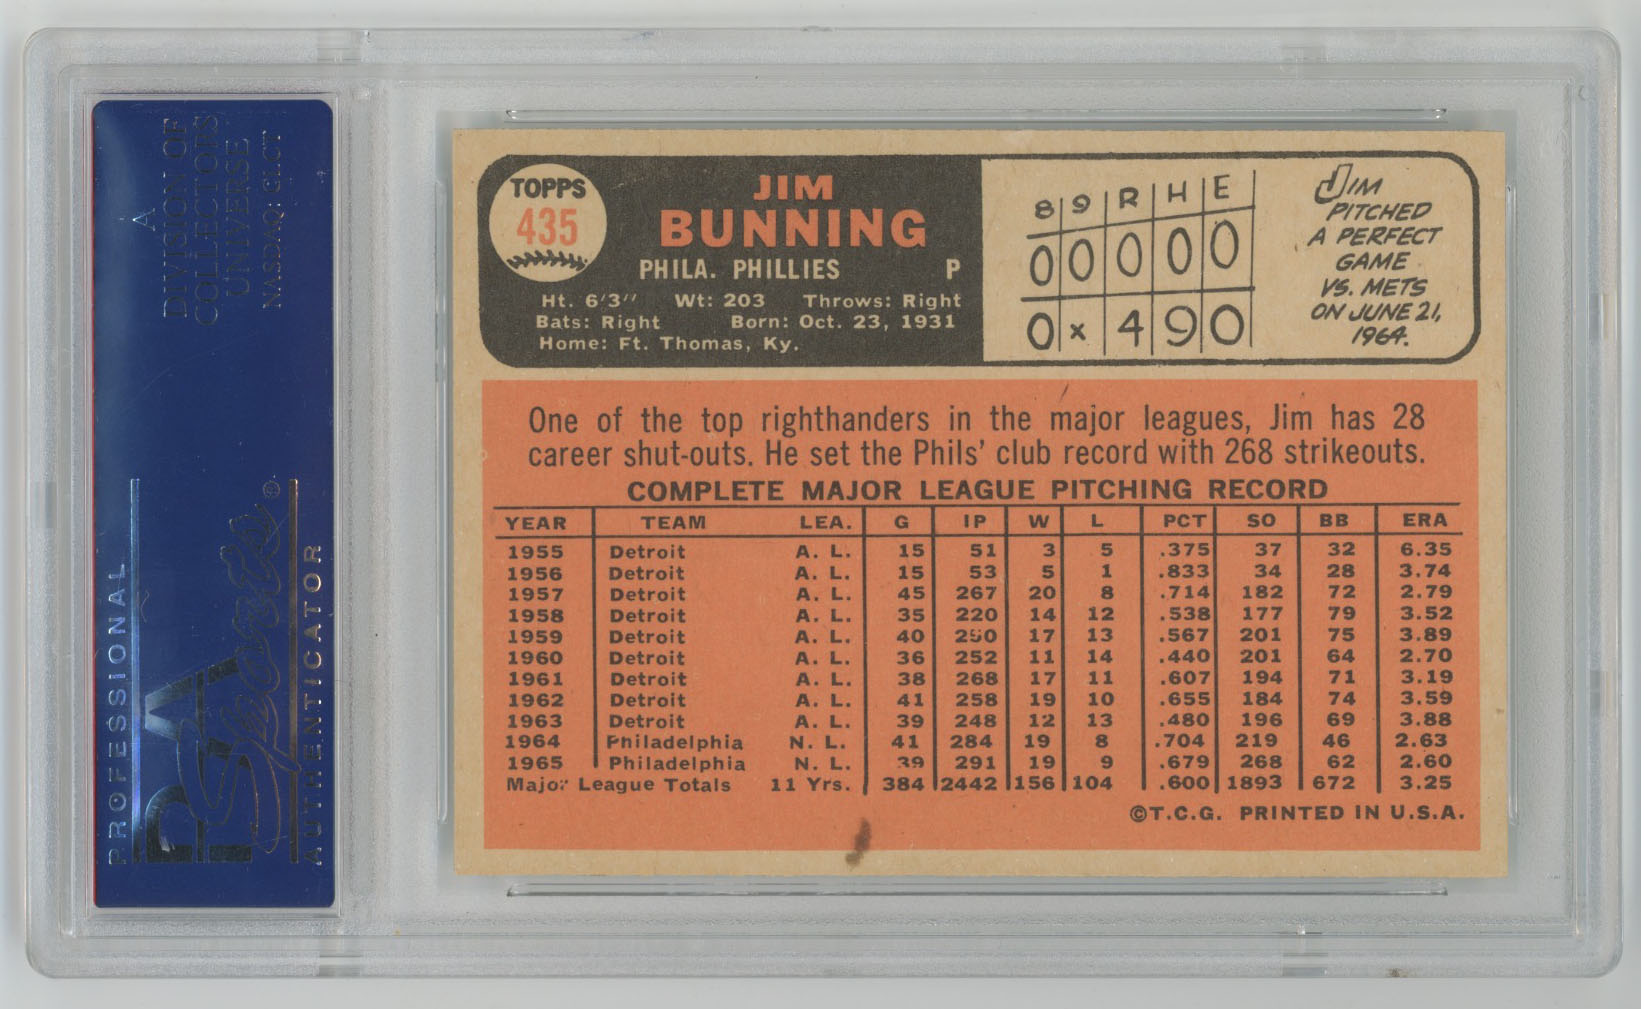 A
DIVISION OF
COLLECTORS
UNIVERSE
NASDAQ: CLCT
PROFESSIONAL
PSA
Sports®
AUTHENTICATOR
TOPPS
435
JIM
BUNNING
PHILA. PHILLIES P
Ht. 6'3" Wt: 203 Throws: Right
Bats: Right Born: Oct. 23, 1931
Home: Ft. Thomas, Ky.
8 9 R H E
0 0 0 0 0
0 x 4 9 0
JIM
PITCHED
A PERFECT
GAME
VS. METS
ON JUNE 21,
1964.
One of the top righthanders in the major leagues, Jim has 28
career shut-outs. He set the Phils' club record with 268 strikeouts.
COMPLETE MAJOR LEAGUE PITCHING RECORD
YEAR TEAM LEA. G IP W L PCT SO BB ERA
1955 Detroit A. L. 15 51 3 5 .375 37 32 6.35
1956 Detroit A. L. 15 53 5 1 .833 34 28 3.74
1957 Detroit A. L. 45 267 20 8 .714 182 72 2.79
1958 Detroit A. L. 35 220 14 12 .538 177 79 3.52
1959 Detroit A. L. 40 250 17 13 .567 201 75 3.89
1960 Detroit A. L. 36 252 11 14 .440 201 64 2.70
1961 Detroit A. L. 38 268 17 11 .607 194 71 3.19
1962 Detroit A. L. 41 258 19 10 .655 184 74 3.59
1963 Detroit A. L. 39 248 12 13 .480 196 69 3.88
1964 Philadelphia N. L. 41 284 19 8 .704 219 46 2.63
1965 Philadelphia N. L. 39 291 19 9 .679 268 62 2.60
Major League Totals 11 Yrs. 384 2442 156 104 .600 1893 672 3.25
©T.C.G. PRINTED IN U.S.A.